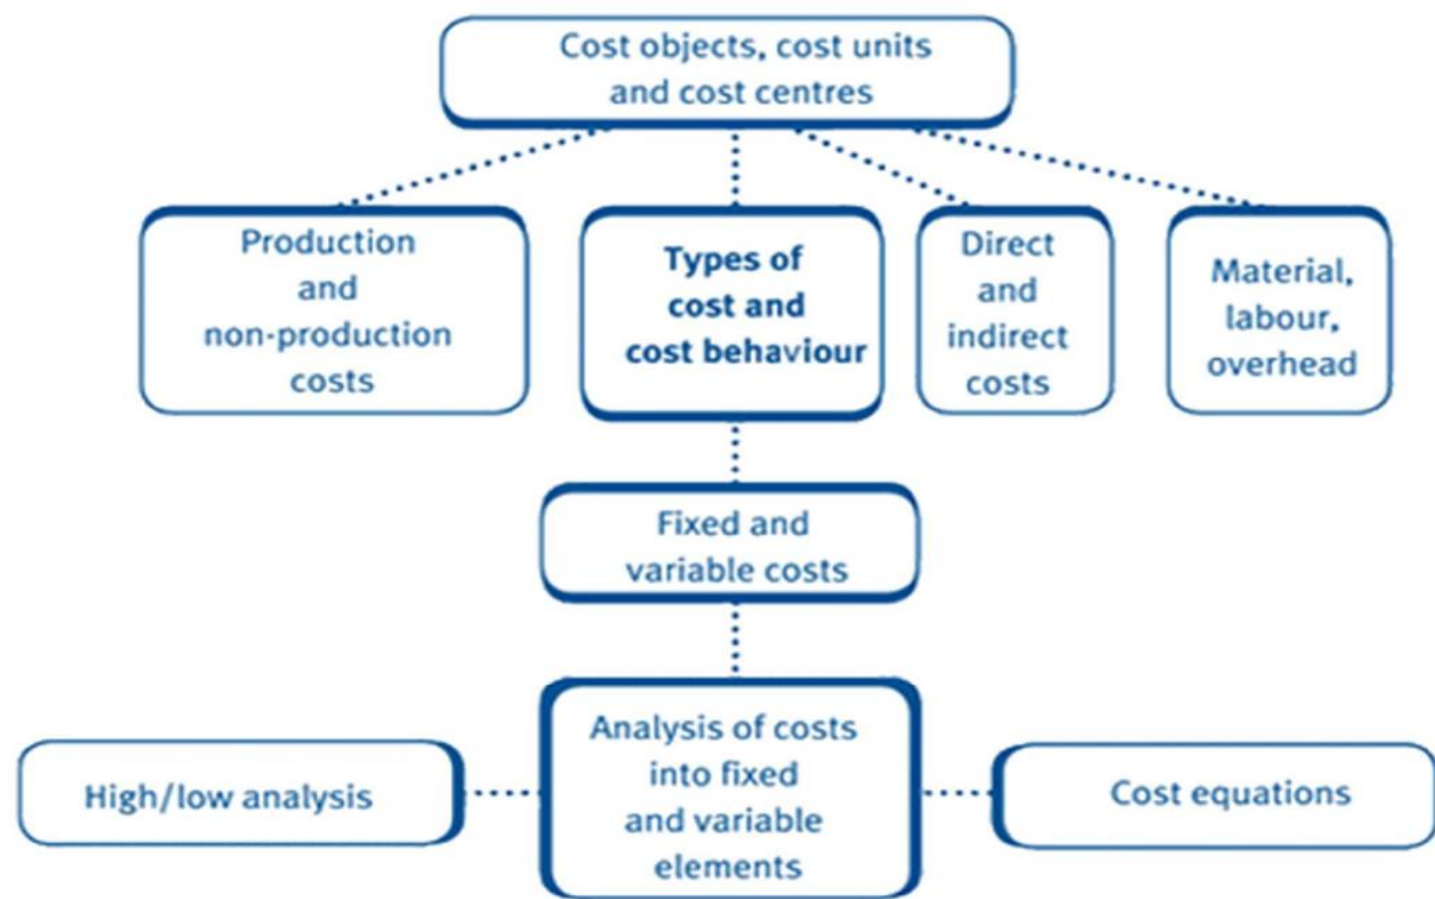 Cost objects, cost units
and cost centres
Production
and
non-production
costs
Types of
cost and
cost behaviour
Direct
and
indirect
costs
Material,
labour,
overhead
Fixed and
variable costs
High/low analysis
Analysis of costs
into fixed
and variable
elements
Cost equations